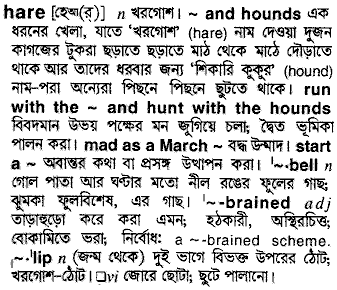 hare [হেঅ্যা(র)] n খরগোশ। ~ and hounds এক
ধরনের খেলা, যাতে ‘খরগোশ’ (hare) নাম দেওয়া দুজন
কাগজের টুকরা ছড়াতে ছড়াতে মাঠ থেকে মাঠে দৌড়াতে
থাকে আর তাদের ধরবার জন্য ‘শিকারি কুকুর’ (hound)
নাম-পরা অন্যেরা পিছনে পিছনে ছুটতে থাকে। run
with the ~ and hunt with the hounds
বিবদমান উভয় পক্ষের মন জুগিয়ে চলা; দ্বৈত ভূমিকা
পালন করা। mad as a March ~ বদ্ধ উন্মাদ। start
a ~ অবান্তর কথা বা প্রসঙ্গ উত্থাপন করা। '~·bell n
গোল পাতা আর ঘণ্টার মতো নীল রঙের ফুলের গাছ;
ঝুমকা ফুলবিশেষ, এর গাছ। '~-brained adj
তাড়াহুড়ো করে করা এমন; হঠকারী, অস্থিরচিত্ত;
বোকামিতে ভরা; নির্বোধ: a ~-brained scheme.
~·'lip n (জন্ম থেকে) দুই ভাগে বিভক্ত উপরের ঠোঁট;
খরগোশ-ঠোঁট। □vi জোরে ছোটা; ছুটে পালানো।